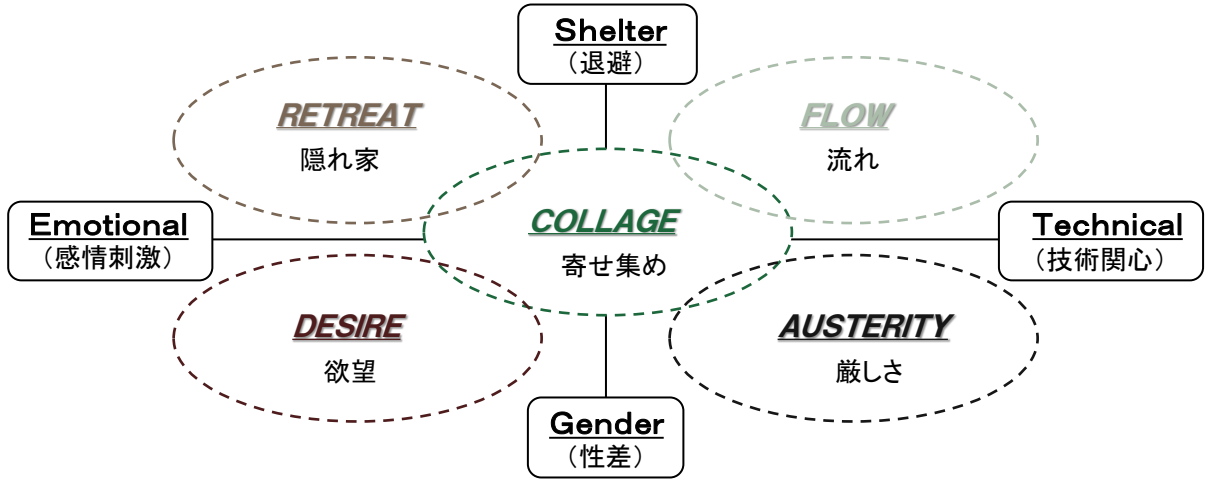 Shelter
（退避）
RETREAT
隠れ家
FLOW
流れ
Emotional
（感情刺激）
COLLAGE
寄せ集め
Technical
（技術関心）
DESIRE
欲望
AUSTERITY
厳しさ
Gender
（性差）